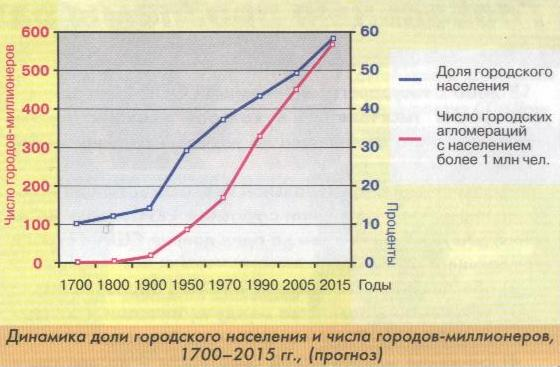 Число городов-миллионеров
600
500
400
300
200
100
0
60
50
40
30
20
10
0
Проценты
1700 1800 1900 1950 1970 1990 2005 2015 Годы
Доля городского
населения
Число городских
агломераций
с населением
более 1 млн чел.
Динамика доли городского населения и числа городов-миллионеров,
1700–2015 гг., (прогноз)